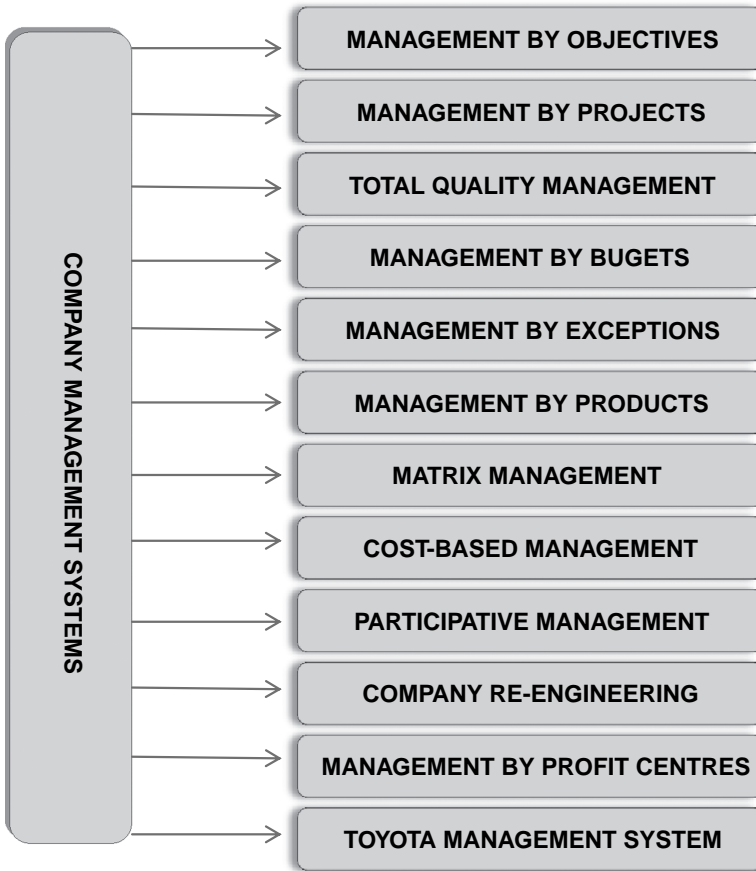 COMPANY MANAGEMENT SYSTEMS
MANAGEMENT BY OBJECTIVES
MANAGEMENT BY PROJECTS
TOTAL QUALITY MANAGEMENT
MANAGEMENT BY BUGETS
MANAGEMENT BY EXCEPTIONS
MANAGEMENT BY PRODUCTS
MATRIX MANAGEMENT
COST-BASED MANAGEMENT
PARTICIPATIVE MANAGEMENT
COMPANY RE-ENGINEERING
MANAGEMENT BY PROFIT CENTRES
TOYOTA MANAGEMENT SYSTEM